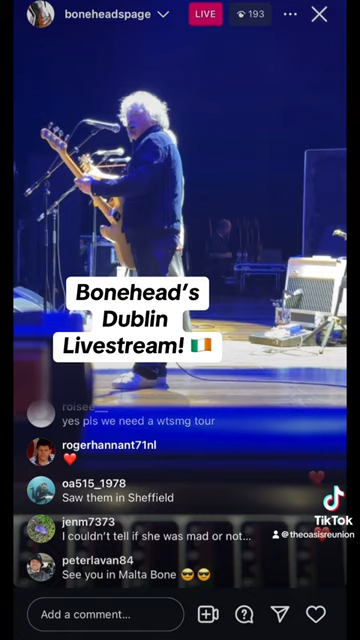 boneheadspage
LIVE
193
Bonehead's
Dublin
Livestream! 🇮🇪
yes pls we need a wtsmg tour
rogerhannant71nl
❤️
oa515_1978
Saw them in Sheffield
jenm7373
I couldn't tell if she was mad or not...
peterlavan84
See you in Malta Bone 😎😎
TikTok
@theoasisreunion
Add a comment...